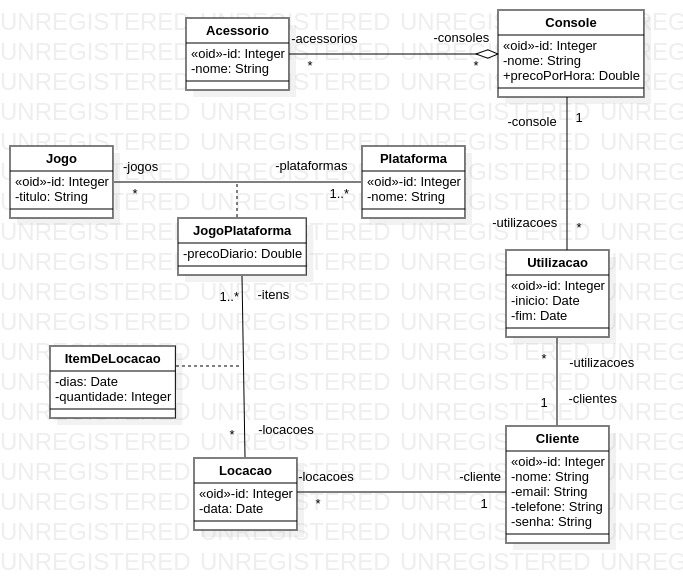 Acessorio
«oid»-id: Integer
-nome: String
-acessorios
*
-consoles
*
Console
«oid»-id: Integer
-nome: String
+precoPorHora: Double
-console
1
Jogo
«oid»-id: Integer
-titulo: String
-jogos
*
-plataformas
1..*
Plataforma
«oid»-id: Integer
-nome: String
JogoPlataforma
-precoDiario: Double
1..*
-itens
-utilizacoes
*
Utilizacao
«oid»-id: Integer
-inicio: Date
-fim: Date
*
-utilizacoes
1
-clientes
ItemDeLocacao
-dias: Date
-quantidade: Integer
*
-locacoes
Locacao
«oid»-id: Integer
-data: Date
-locacoes
*
-cliente
1
Cliente
«oid»-id: Integer
-nome: String
-email: String
-telefone: String
-senha: String
UNREGISTERED